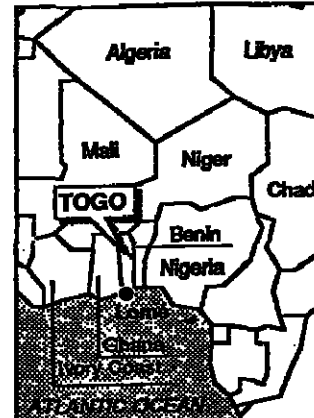 Algeria
Libya
Mali
Niger
Chad
TOGO
Benin
Nigeria
Lome
Ghana
Ivory Coast
ATLANTIC OCEAN